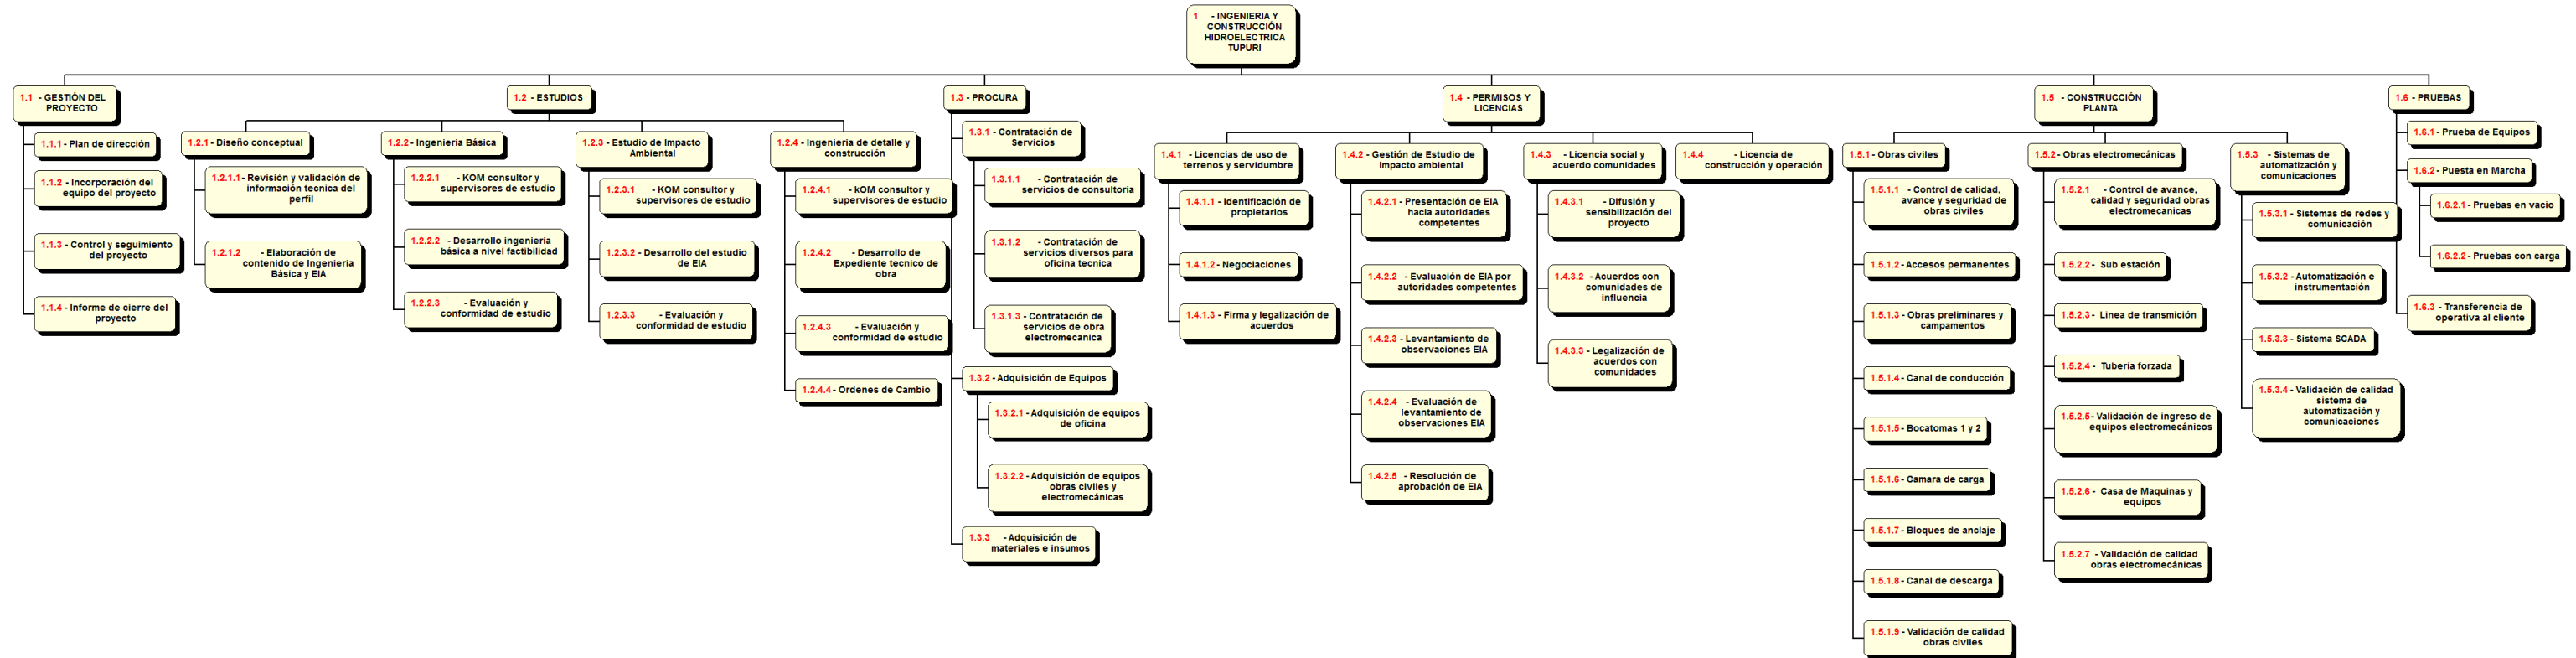 1 - INGENIERIA Y
CONSTRUCCIÓN
HIDROELECTRICA
TUPURI
1.1 - GESTIÓN DEL
PROYECTO
1.1.1 - Plan de dirección
1.1.2 - Incorporación del
equipo del proyecto
1.1.3 - Control y seguimiento
del proyecto
1.1.4 - Informe de cierre del
proyecto
1.2 - ESTUDIOS
1.2.1 - Diseño conceptual
1.2.1.1 - Revisión y validación de
información tecnica del
perfil
1.2.1.2 - Elaboración de
contenido de Ingenieria
Básica y EIA
1.2.2 - Ingenieria Básica
1.2.2.1 - KOM consultor y
supervisores de estudio
1.2.2.2 - Desarrollo ingenieria
básica a nivel factibilidad
1.2.2.3 - Evaluación y
conformidad de estudio
1.2.3 - Estudio de Impacto
Ambiental
1.2.3.1 - KOM consultor y
supervisores de estudio
1.2.3.2 - Desarrollo del estudio
de EIA
1.2.3.3 - Evaluación y
conformidad de estudio
1.2.4 - Ingenieria de detalle y
construcción
1.2.4.1 - kOM consultor y
supervisores de estudio
1.2.4.2 - Desarrollo de
Expediente tecnico de
obra
1.2.4.3 - Evaluación y
conformidad de estudio
1.2.4.4 - Ordenes de Cambio
1.3 - PROCURA
1.3.1 - Contratación de
Servicios
1.3.1.1 - Contratación de
servicios de consultoria
1.3.1.2 - Contratación de
servicios diversos para
oficina tecnica
1.3.1.3 - Contratación de
servicios de obra
electromecanica
1.3.2 - Adquisición de Equipos
1.3.2.1 - Adquisición de equipos
de oficina
1.3.2.2 - Adquisición de equipos
obras civiles y
electromecánicas
1.3.3 - Adquisición de
materiales e insumos
1.4 - PERMISOS Y
LICENCIAS
1.4.1 - Licencias de uso de
terrenos y servidumbre
1.4.1.1 - Identificación de
propietarios
1.4.1.2 - Negociaciones
1.4.1.3 - Firma y legalización de
acuerdos
1.4.2 - Gestión de Estudio de
Impacto ambiental
1.4.2.1 - Presentación de EIA
hacia autoridades
competentes
1.4.2.2 - Evaluación de EIA por
autoridades competentes
1.4.2.3 - Levantamiento de
observaciones EIA
1.4.2.4 - Evaluación de
levantamiento de
observaciones EIA
1.4.2.5 - Resolución de
aprobación de EIA
1.4.3 - Licencia social y
acuerdo comunidades
1.4.3.1 - Difusión y
sensibilización del
proyecto
1.4.3.2 - Acuerdos con
comunidades de
influencia
1.4.3.3 - Legalización de
acuerdos con
comunidades
1.4.4 - Licencia de
construcción y operación
1.5 - CONSTRUCCIÓN
PLANTA
1.5.1 - Obras civiles
1.5.1.1 - Control de calidad,
avance y seguridad de
obras civiles
1.5.1.2 - Accesos permanentes
1.5.1.3 - Obras preliminares y
campamentos
1.5.1.4 - Canal de conducción
1.5.1.5 - Bocatomas 1 y 2
1.5.1.6 - Camara de carga
1.5.1.7 - Bloques de anclaje
1.5.1.8 - Canal de descarga
1.5.1.9 - Validación de calidad
obras civiles
1.5.2 - Obras electromecánicas
1.5.2.1 - Control de avance,
calidad y seguridad obras
electromecanicas
1.5.2.2 - Sub estación
1.5.2.3 - Linea de transmición
1.5.2.4 - Tuberia forzada
1.5.2.5 - Validación de ingreso de
equipos electromecánicos
1.5.2.6 - Casa de Maquinas y
equipos
1.5.2.7 - Validación de calidad
obras electromecánicas
1.5.3 - Sistemas de
automatización y
comunicaciones
1.5.3.1 - Sistemas de redes y
comunicación
1.5.3.2 - Automatización e
instrumentación
1.5.3.3 - Sistema SCADA
1.5.3.4 - Validación de calidad
sistema de
automatización y
comunicaciones
1.6 - PRUEBAS
1.6.1 - Prueba de Equipos
1.6.2 - Puesta en Marcha
1.6.2.1 - Pruebas en vacio
1.6.2.2 - Pruebas con carga
1.6.3 - Transferencia de
operativa al cliente